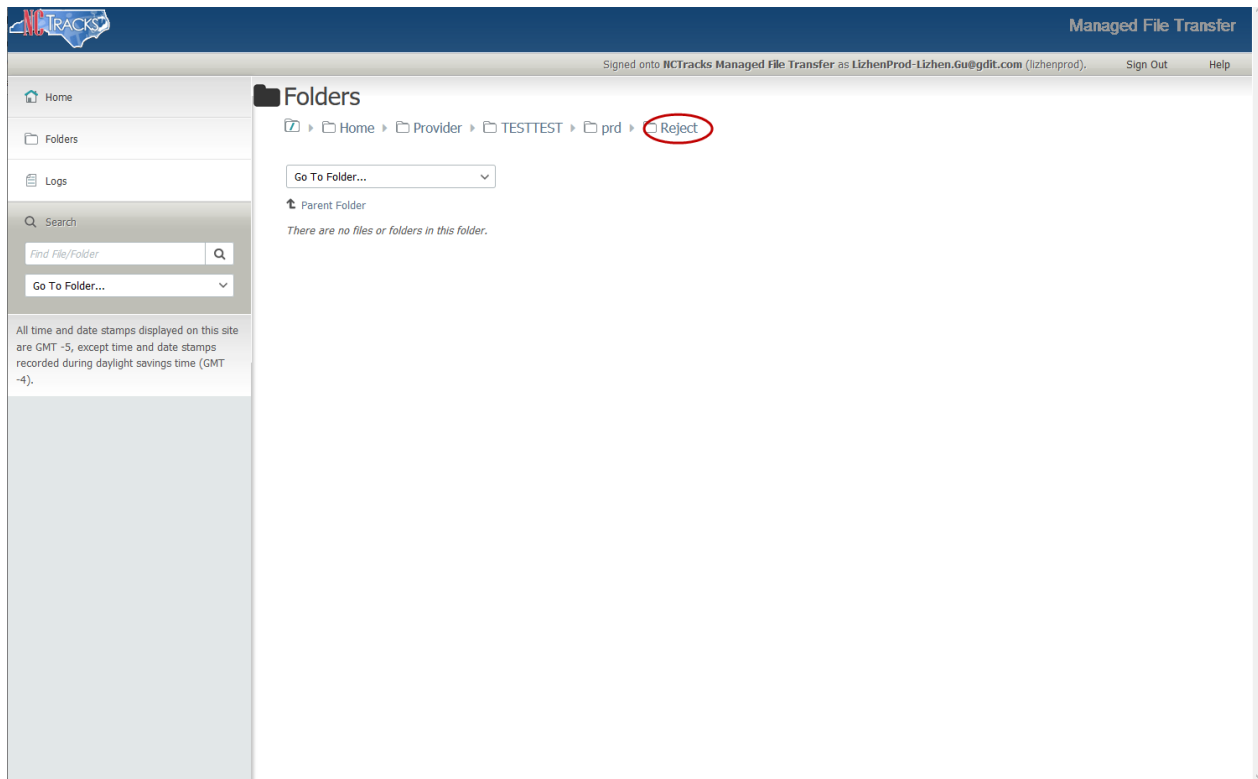 NCTRACKS
Managed File Transfer
Signed onto NCTracks Managed File Transfer as LizhenProd-Lizhen.Gu@gdit.com (lizhenprod). Sign Out Help
Home
Folders
Logs
Search
Find File/Folder
Go To Folder...
All time and date stamps displayed on this site
are GMT -5, except time and date stamps
recorded during daylight savings time (GMT
-4).
Folders
/ Home Provider TESTTEST prd Reject
Go To Folder...
Parent Folder
There are no files or folders in this folder.